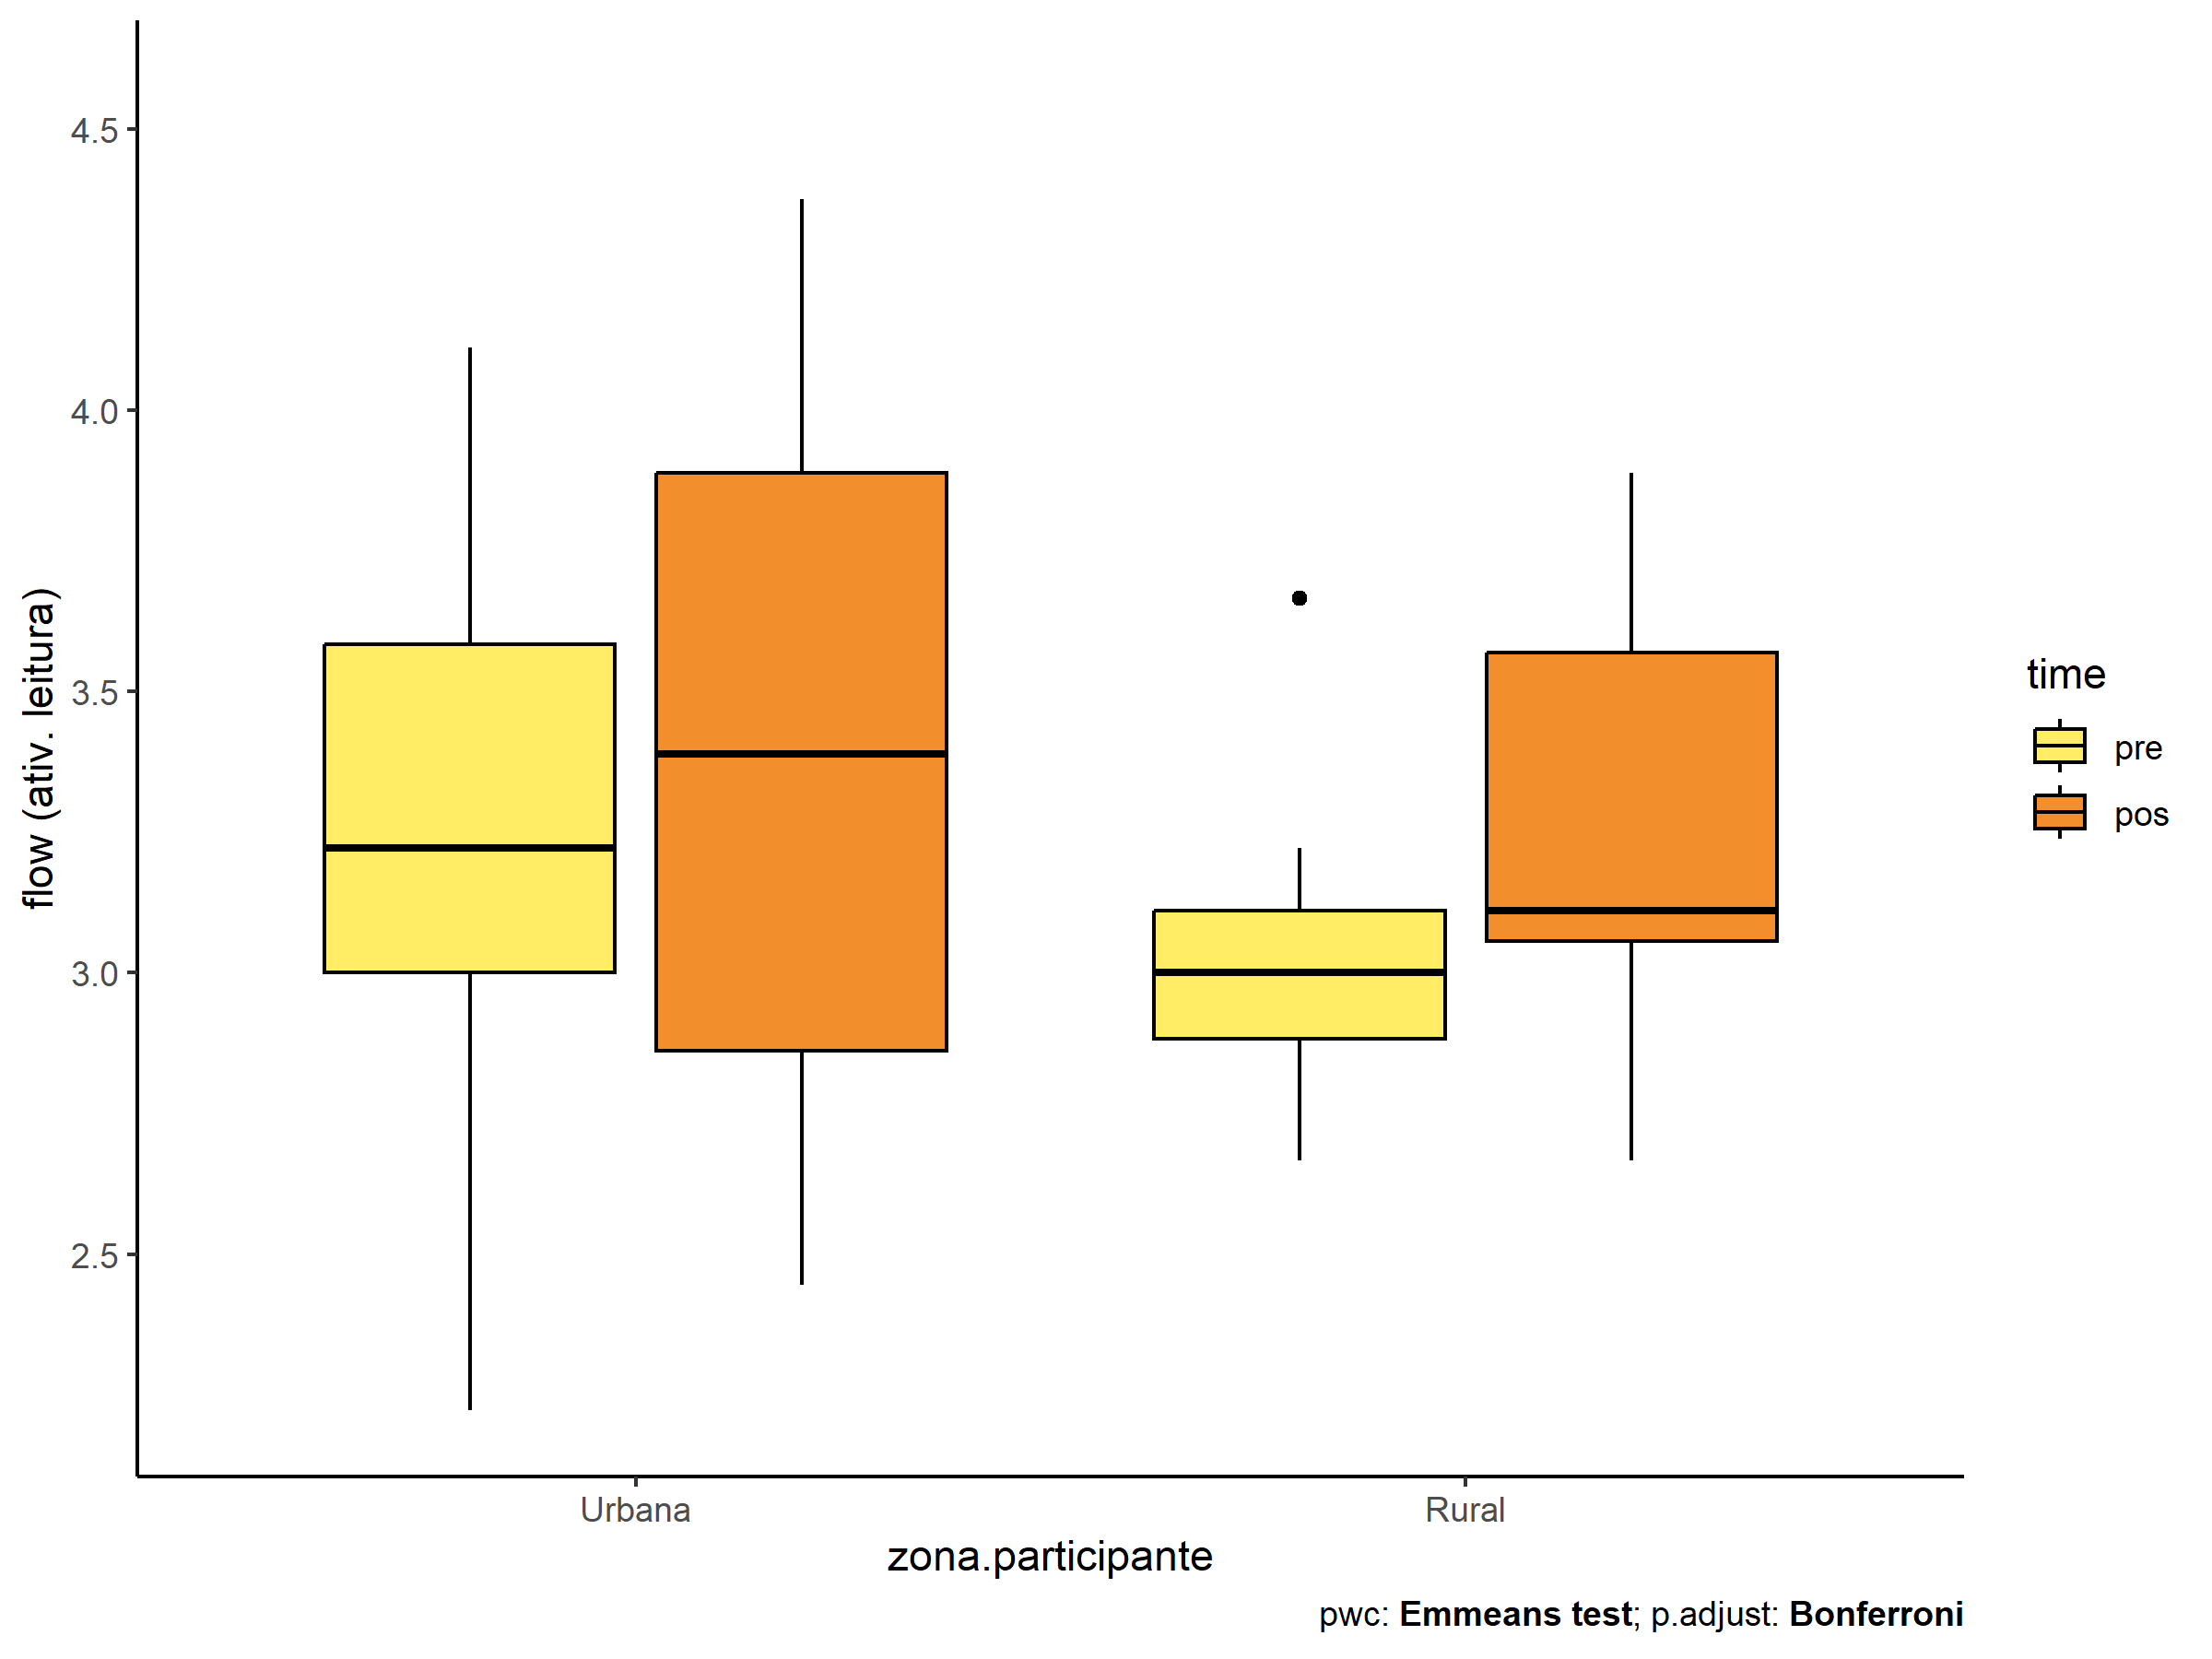 flow (ativ. leitura)
4.5
4.0
3.5
3.0
2.5
Urbana
Rural
zona.participante
time
pre
pos
pwc: Emmeans test; p.adjust: Bonferroni